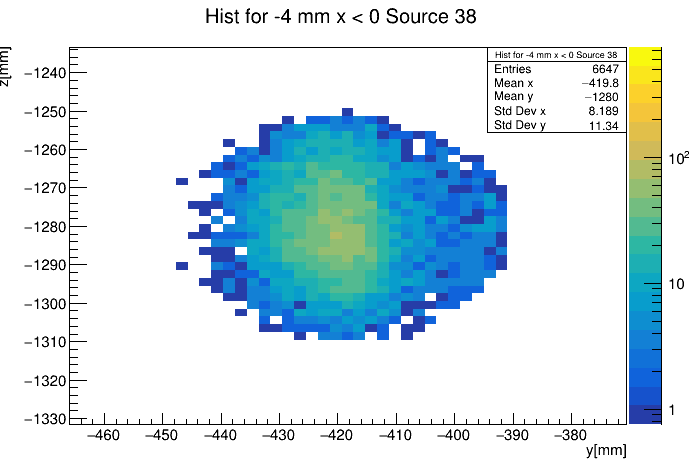 Hist for -4 mm x < 0 Source 38
z[mm]
Hist for -4 mm x < 0 Source 38
Entries 6647
Mean x −419.8
Mean y −1280
Std Dev x 8.189
Std Dev y 11.34
−1240
−1250
−1260
−1270
−1280
−1290
−1300
−1310
−1320
−1330
−460 −450 −440 −430 −420 −410 −400 −390 −380
y[mm]
10²
10
1